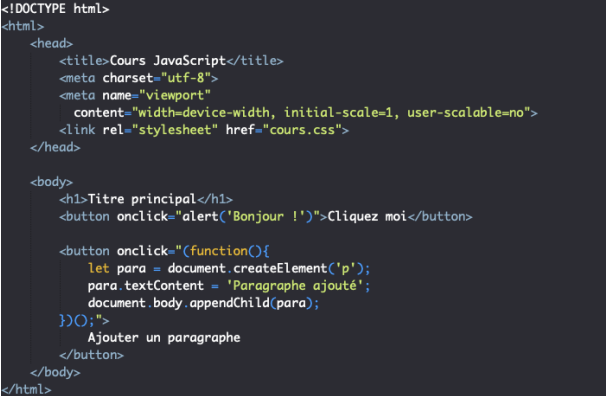 <!DOCTYPE html>
<html>
    <head>
        <title>Cours JavaScript</title>
        <meta charset="utf-8">
        <meta name="viewport"
          content="width=device-width, initial-scale=1, user-scalable=no">
        <link rel="stylesheet" href="cours.css">
    </head>

    <body>
        <h1>Titre principal</h1>
        <button onclick="alert('Bonjour !')">Cliquez moi</button>

        <button onclick="(function(){
            let para = document.createElement('p');
            para.textContent = 'Paragraphe ajouté';
            document.body.appendChild(para);
        })();">
            Ajouter un paragraphe
        </button>
    </body>
</html>